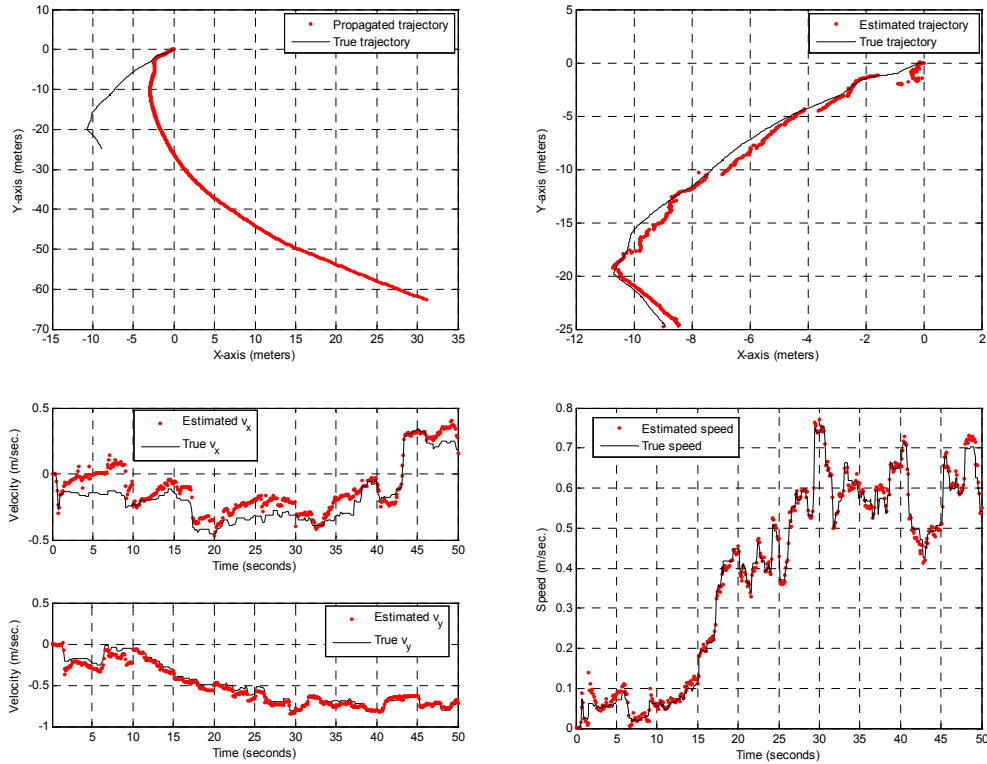 Propagated trajectory
True trajectory
10
0
-10
-20
-30
-40
-50
-60
-70
Y-axis (meters)
-15 -10 -5 0 5 10 15 20 25 30 35
X-axis (meters)
Estimated trajectory
True trajectory
5
0
-5
-10
-15
-20
-25
Y-axis (meters)
-12 -10 -8 -6 -4 -2 0 2
X-axis (meters)
Estimated v_x
True v_x
0.5
0
-0.5
Velocity (m/sec.)
0 5 10 15 20 25 30 35 40 45 50
Time (seconds)
Estimated v_y
True v_y
0.5
0
-0.5
-1
Velocity (m/sec.)
5 10 15 20 25 30 35 40 45 50
Time (seconds)
Estimated speed
True speed
0.8
0.7
0.6
0.5
0.4
0.3
0.2
0.1
0
Speed (m/sec.)
0 5 10 15 20 25 30 35 40 45 50
Time (seconds)